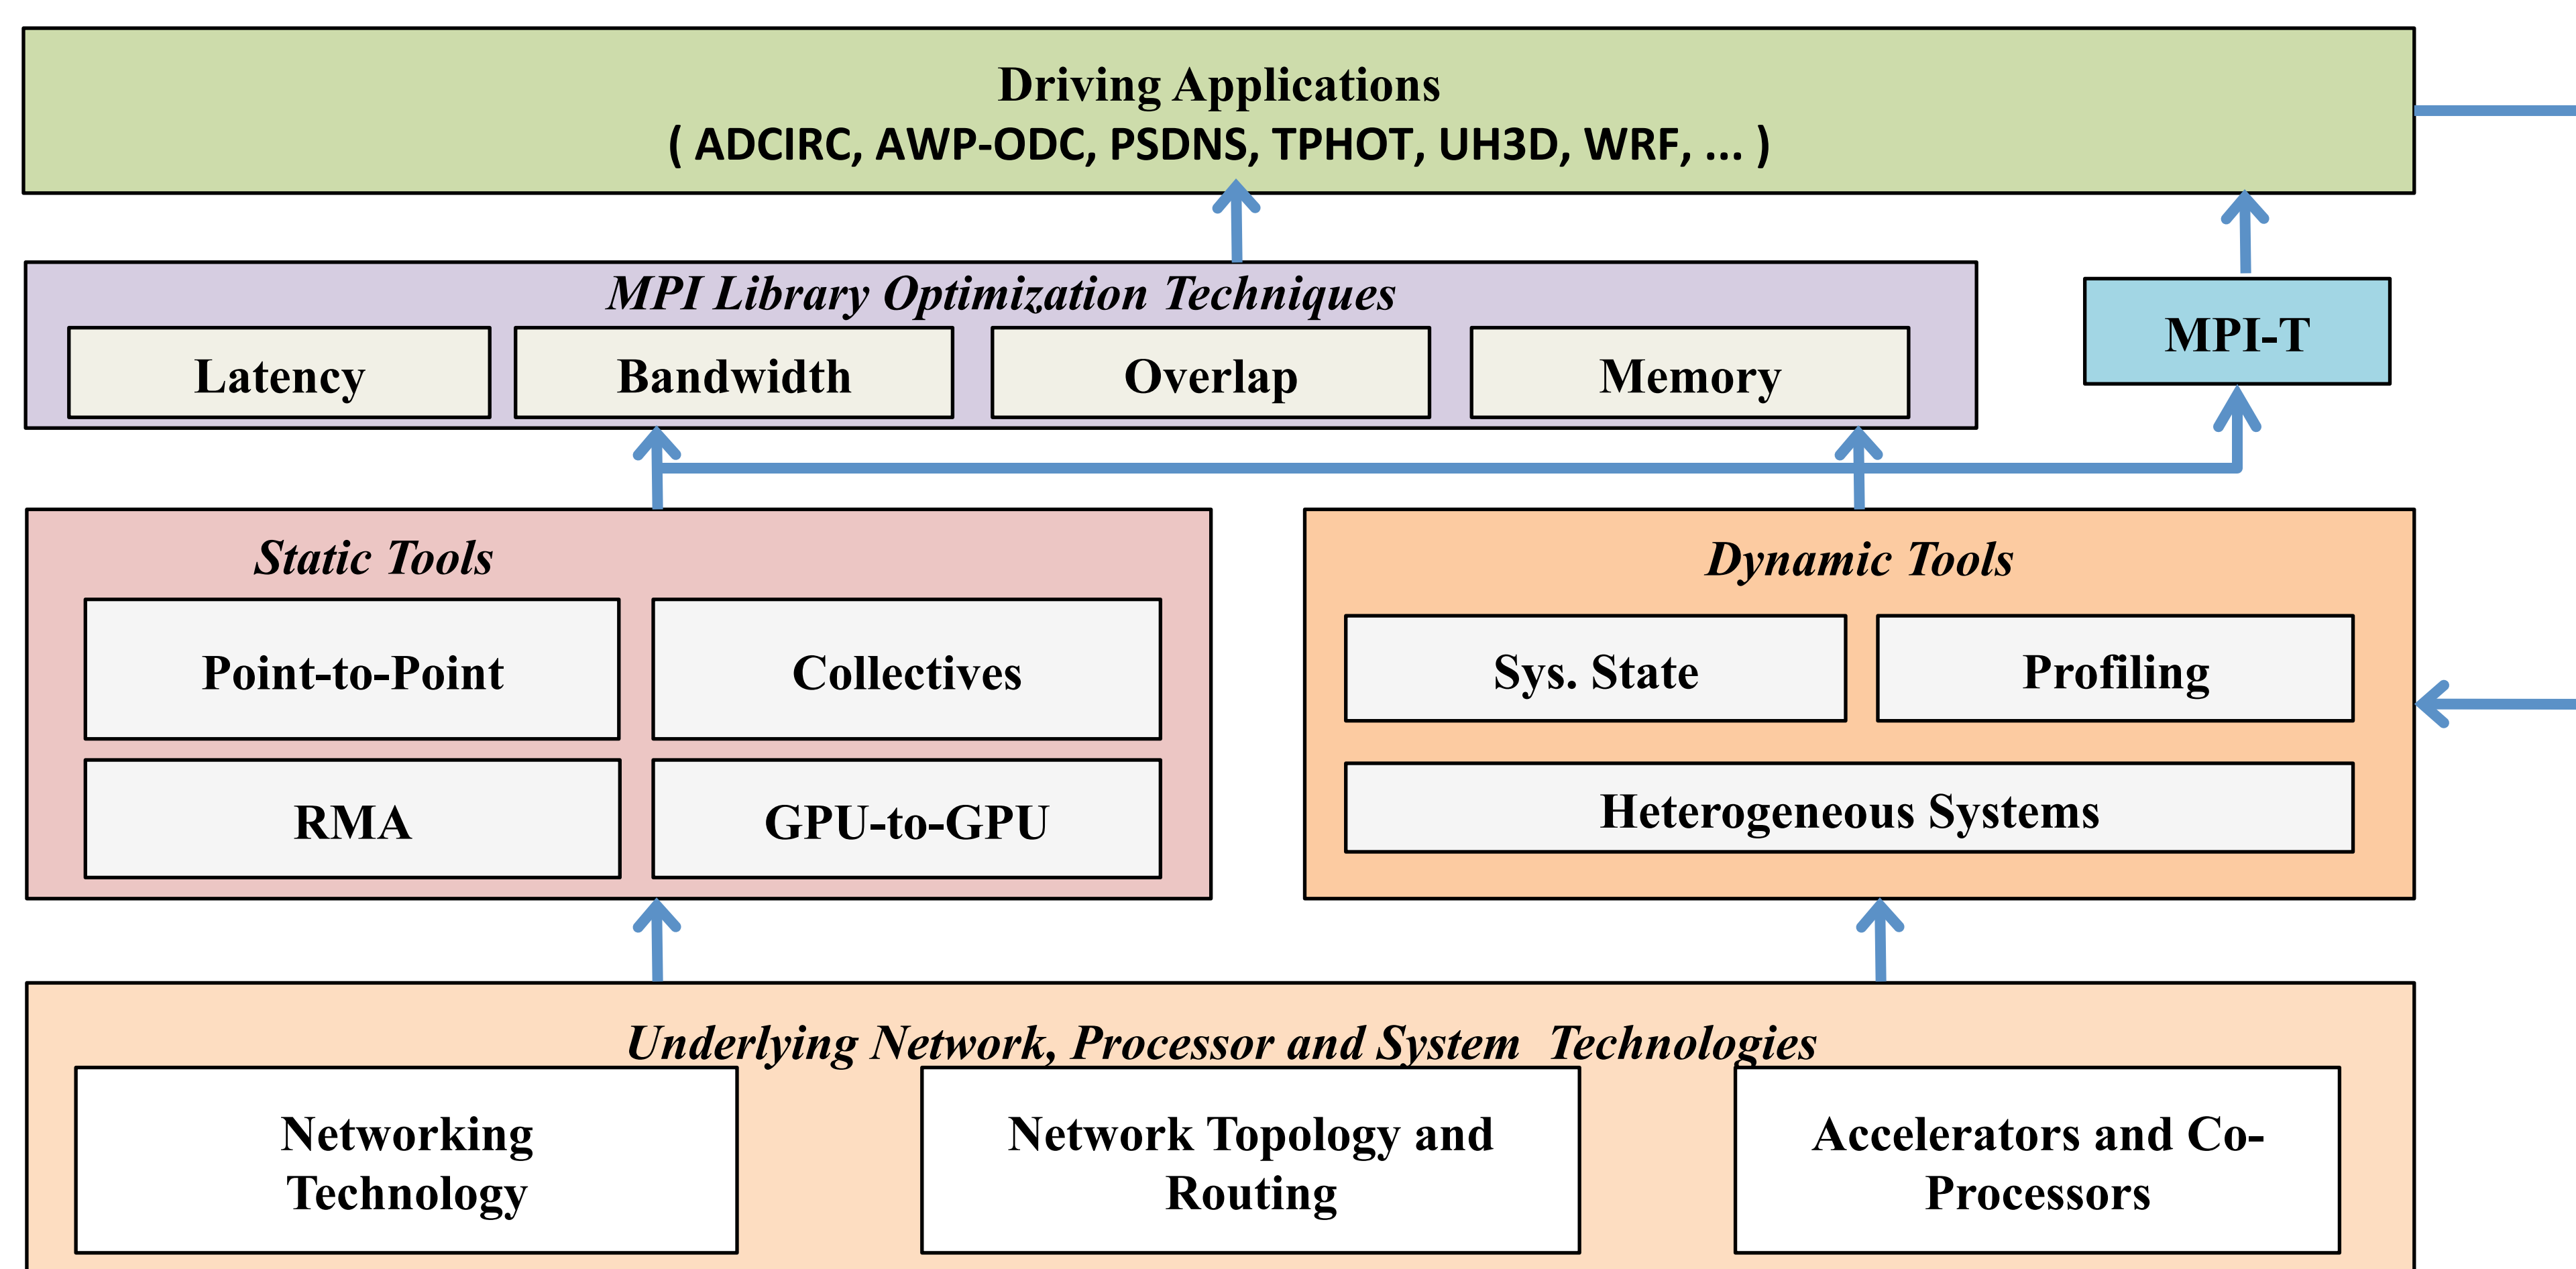 Driving Applications
( ADCIRC, AWP-ODC, PSDNS, TPHOT, UH3D, WRF, ... )
MPI Library Optimization Techniques
Latency
Bandwidth
Overlap
Memory
MPI-T
Static Tools
Point-to-Point
Collectives
RMA
GPU-to-GPU
Dynamic Tools
Sys. State
Profiling
Heterogeneous Systems
Underlying Network, Processor and System  Technologies
Networking
Technology
Network Topology and
Routing
Accelerators and Co-
Processors